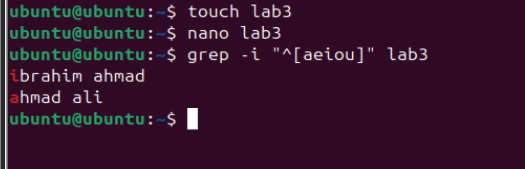 ubuntu@ubuntu:~$ touch lab3
ubuntu@ubuntu:~$ nano lab3
ubuntu@ubuntu:~$ grep -i "^[aeiou]" lab3
ibrahim ahmad
ahmad ali
ubuntu@ubuntu:~$